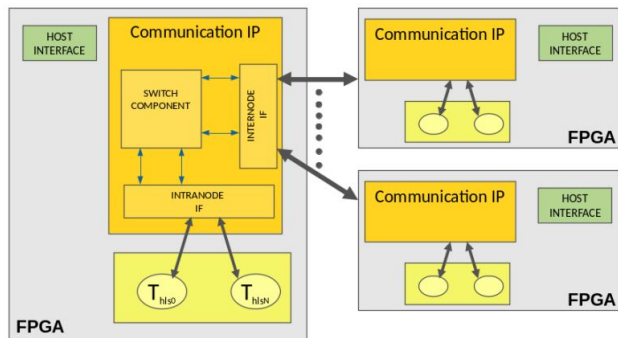 HOST
INTERFACE
Communication IP
SWITCH
COMPONENT
INTERNODE
IF
INTRANODE
IF
Thls0
ThlsN
FPGA
Communication IP
HOST
INTERFACE
FPGA
Communication IP
HOST
INTERFACE
FPGA